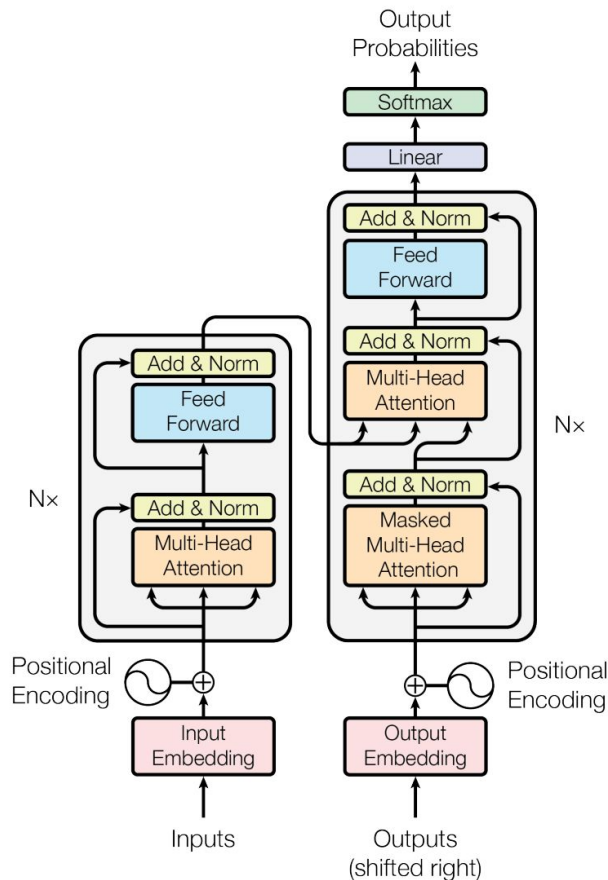 Output
Probabilities
Softmax
Linear
Add & Norm
Feed
Forward
Add & Norm
Multi-Head
Attention
N×
Add & Norm
Masked
Multi-Head
Attention
Add & Norm
Feed
Forward
N×
Add & Norm
Multi-Head
Attention
Positional
Encoding
Positional
Encoding
Input
Embedding
Output
Embedding
Inputs
Outputs
(shifted right)